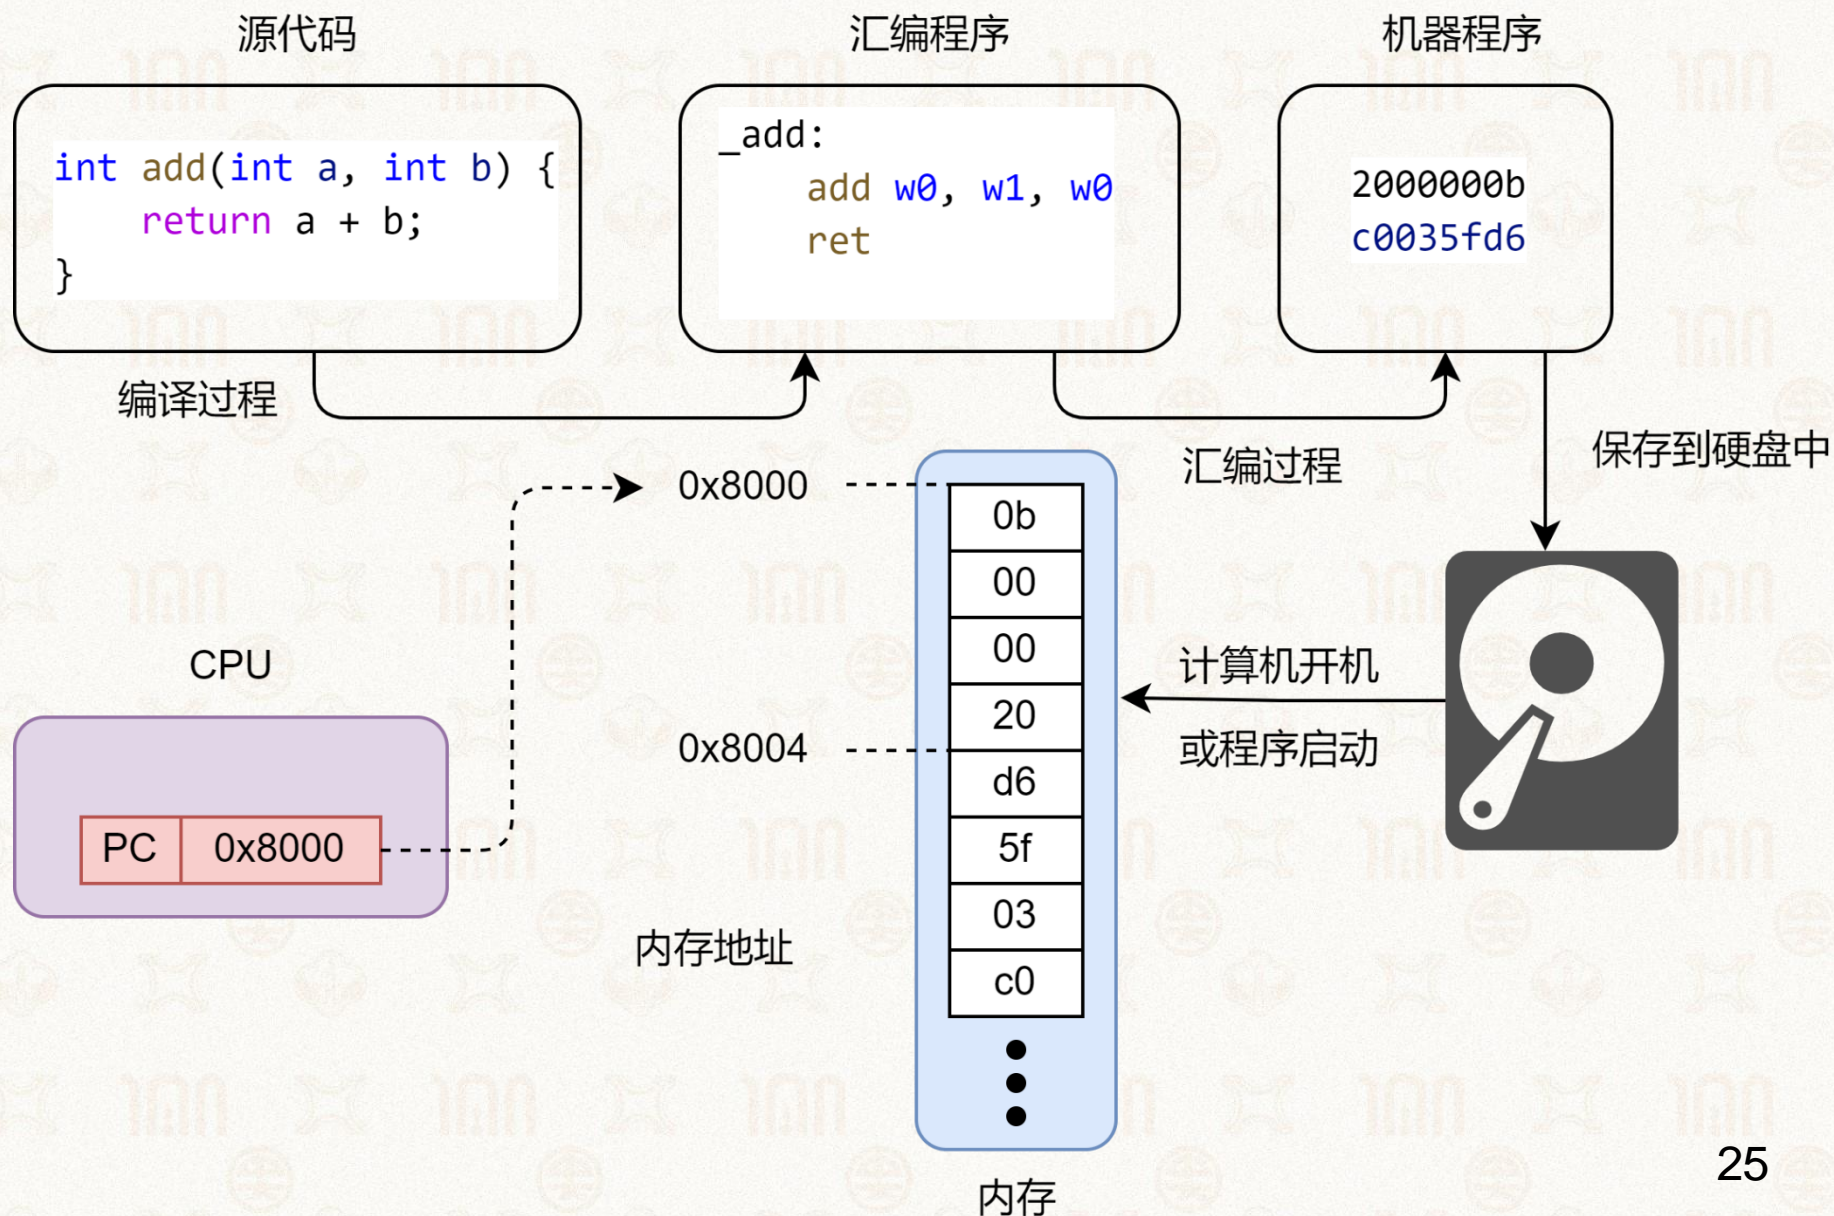 源代码
汇编程序
机器程序
int add(int a, int b) {
return a + b;
}
_add:
add w0, w1, w0
ret
2000000b
c0035fd6
编译过程
汇编过程
保存到硬盘中
0x8000
0b
00
00
20
0x8004
d6
5f
03
c0
CPU
PC 0x8000
计算机开机
或程序启动
内存地址
内存
25